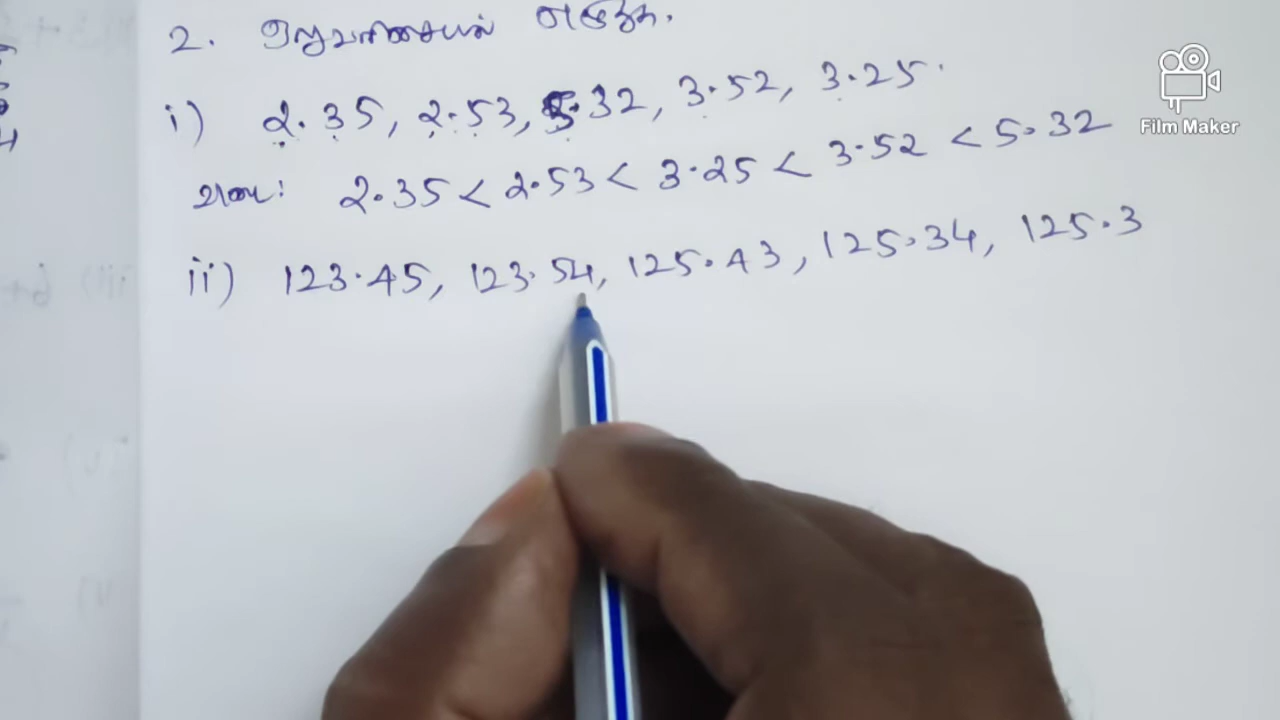 2. ஏறுவரிசையில் எழுதுக.
i) 2.35, 2.53, 5.32, 3.52, 3.25.
விடை: 2.35 < 2.53 < 3.25 < 3.52 < 5.32
ii) 123.45, 123.54, 125.43, 125.34, 125.3
Film Maker